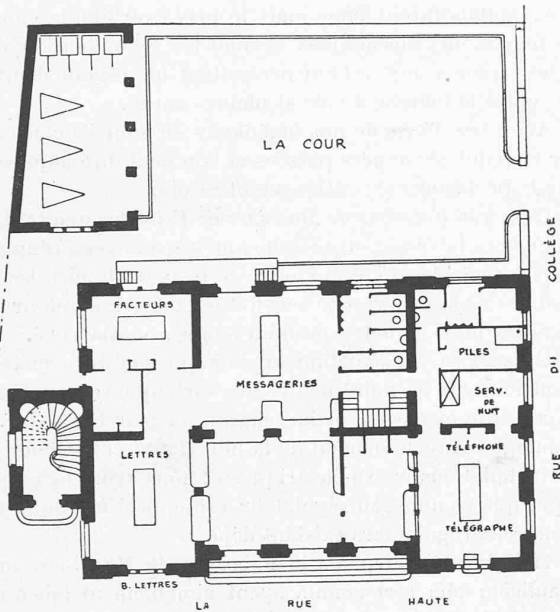 LA COUR
COLLÈGE
DU
RUE
FACTEURS
PILES
MESSAGERIES
SERV.
DE
NUIT
TÉLÉPHONE
LETTRES
TÉLÉGRAPHE
B. LETTRES
LA RUE HAUTE